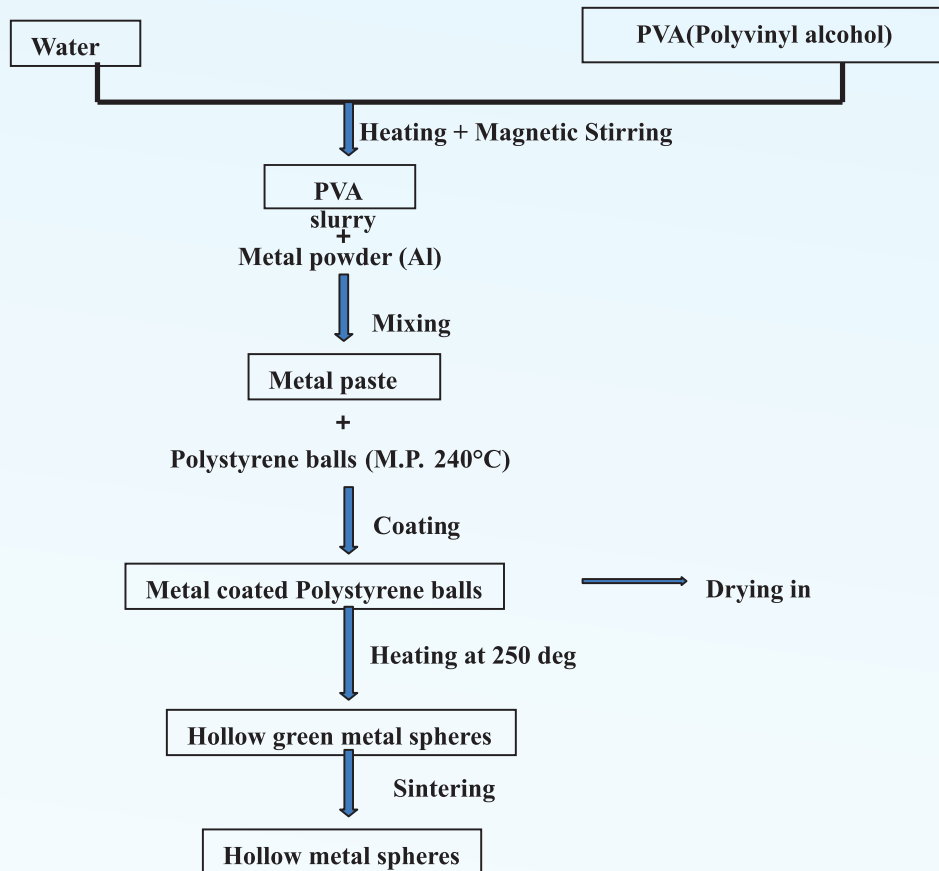 Water
PVA(Polyvinyl alcohol)
Heating + Magnetic Stirring
PVA
slurry
+
Metal powder (Al)
Mixing
Metal paste
+
Polystyrene balls (M.P. 240°C)
Coating
Metal coated Polystyrene balls
Drying in
Heating at 250 deg
Hollow green metal spheres
Sintering
Hollow metal spheres